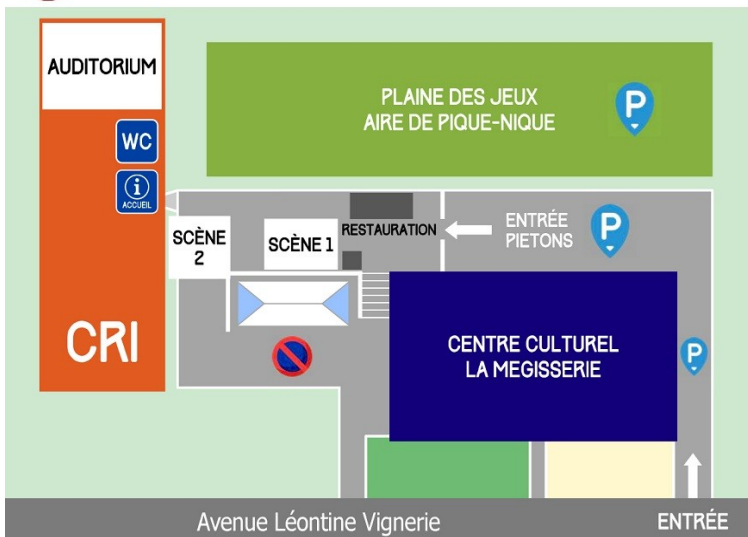 AUDITORIUM
PLAINE DES JEUX
AIRE DE PIQUE-NIQUE
P
WC
i
ACCUEIL
SCÈNE
2
SCÈNE 1
RESTAURATION
ENTRÉE
PIETONS
P
CRI
CENTRE CULTUREL
LA MEGISSERIE
P
Avenue Léontine Vignerie
ENTRÉE